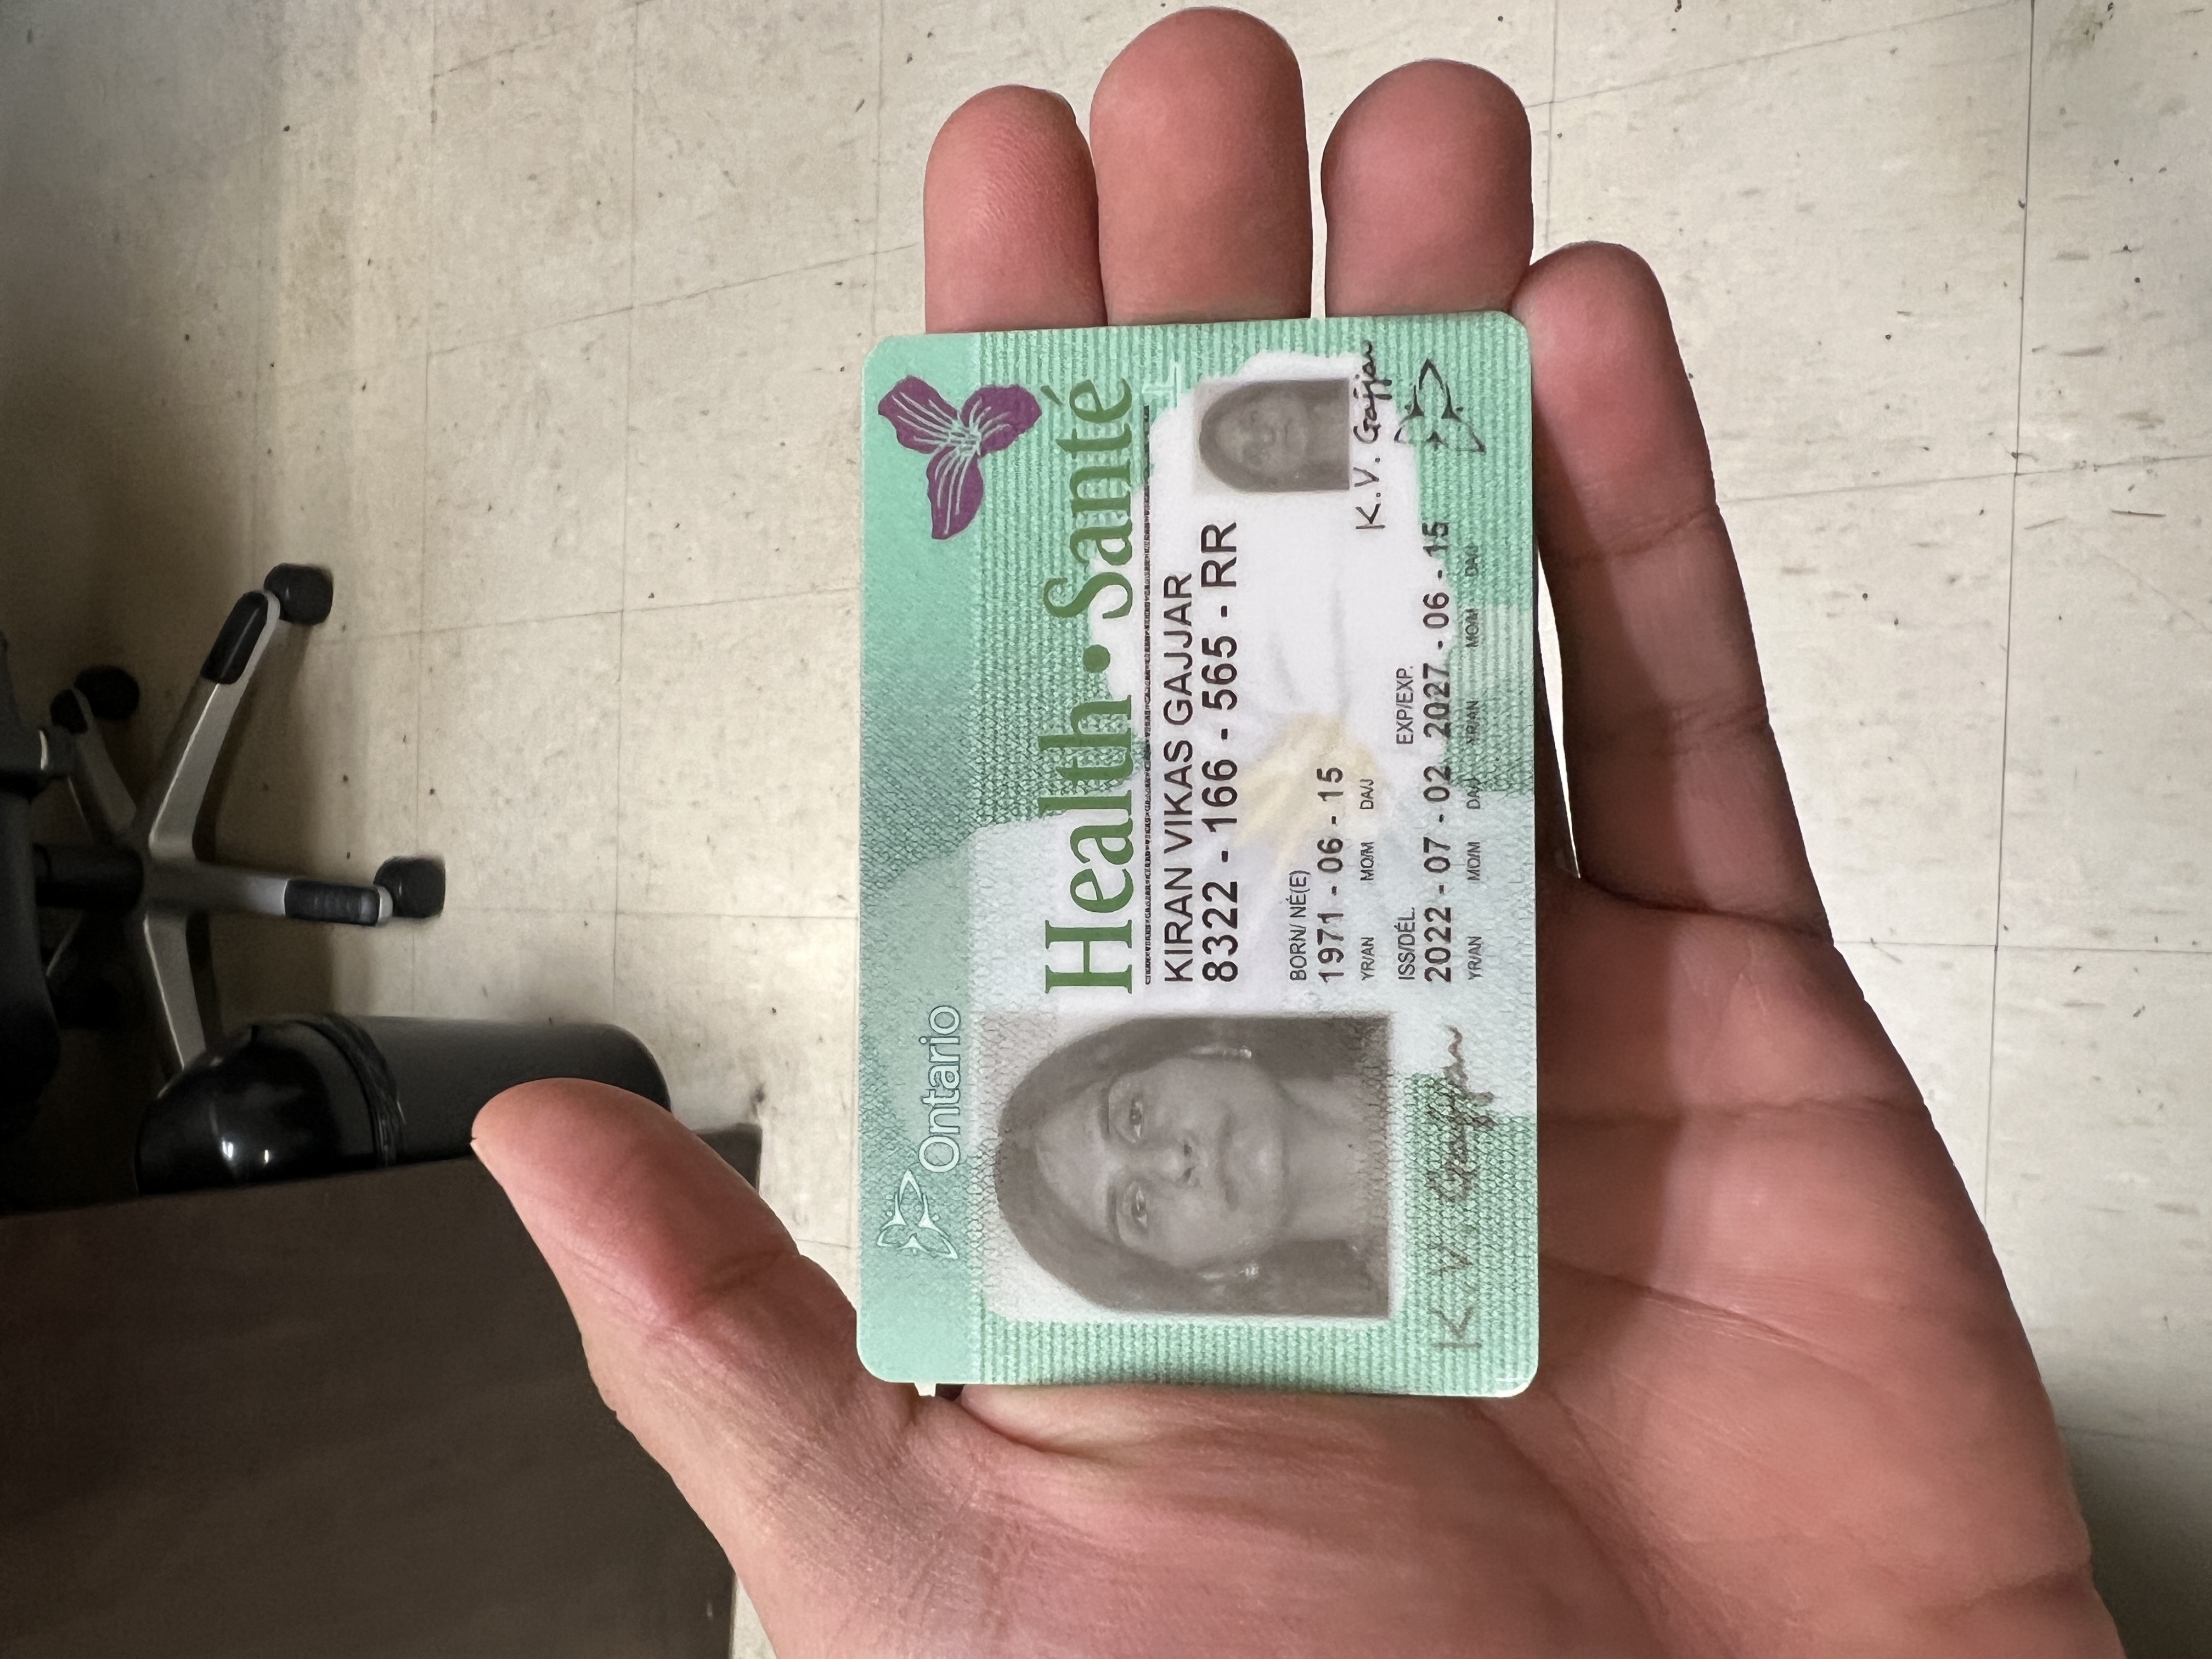 Ontario
Health • Santé
KIRAN VIKAS GAJJAR
8322 - 166 - 565 - RR
BORN/ NÉ(E)
1971 - 06 - 15
YR/AN MO/M DA/J
K.V. Gajjar
ISS/DÉL. EXP/EXP.
2022 - 07 - 02 2027 - 06 - 15
YR/AN MO/M DA/J YR/AN MO/M DA/J
K.V. Gajjar